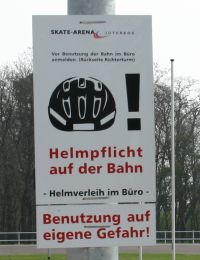 SKATE-ARENA JÜTERBOG
Vor Benutzung der Bahn im Büro
anmelden. (Rückseite Richterturm)
!
Helmpflicht
auf der Bahn
- Helmverleih im Büro -
Benutzung auf
eigene Gefahr!